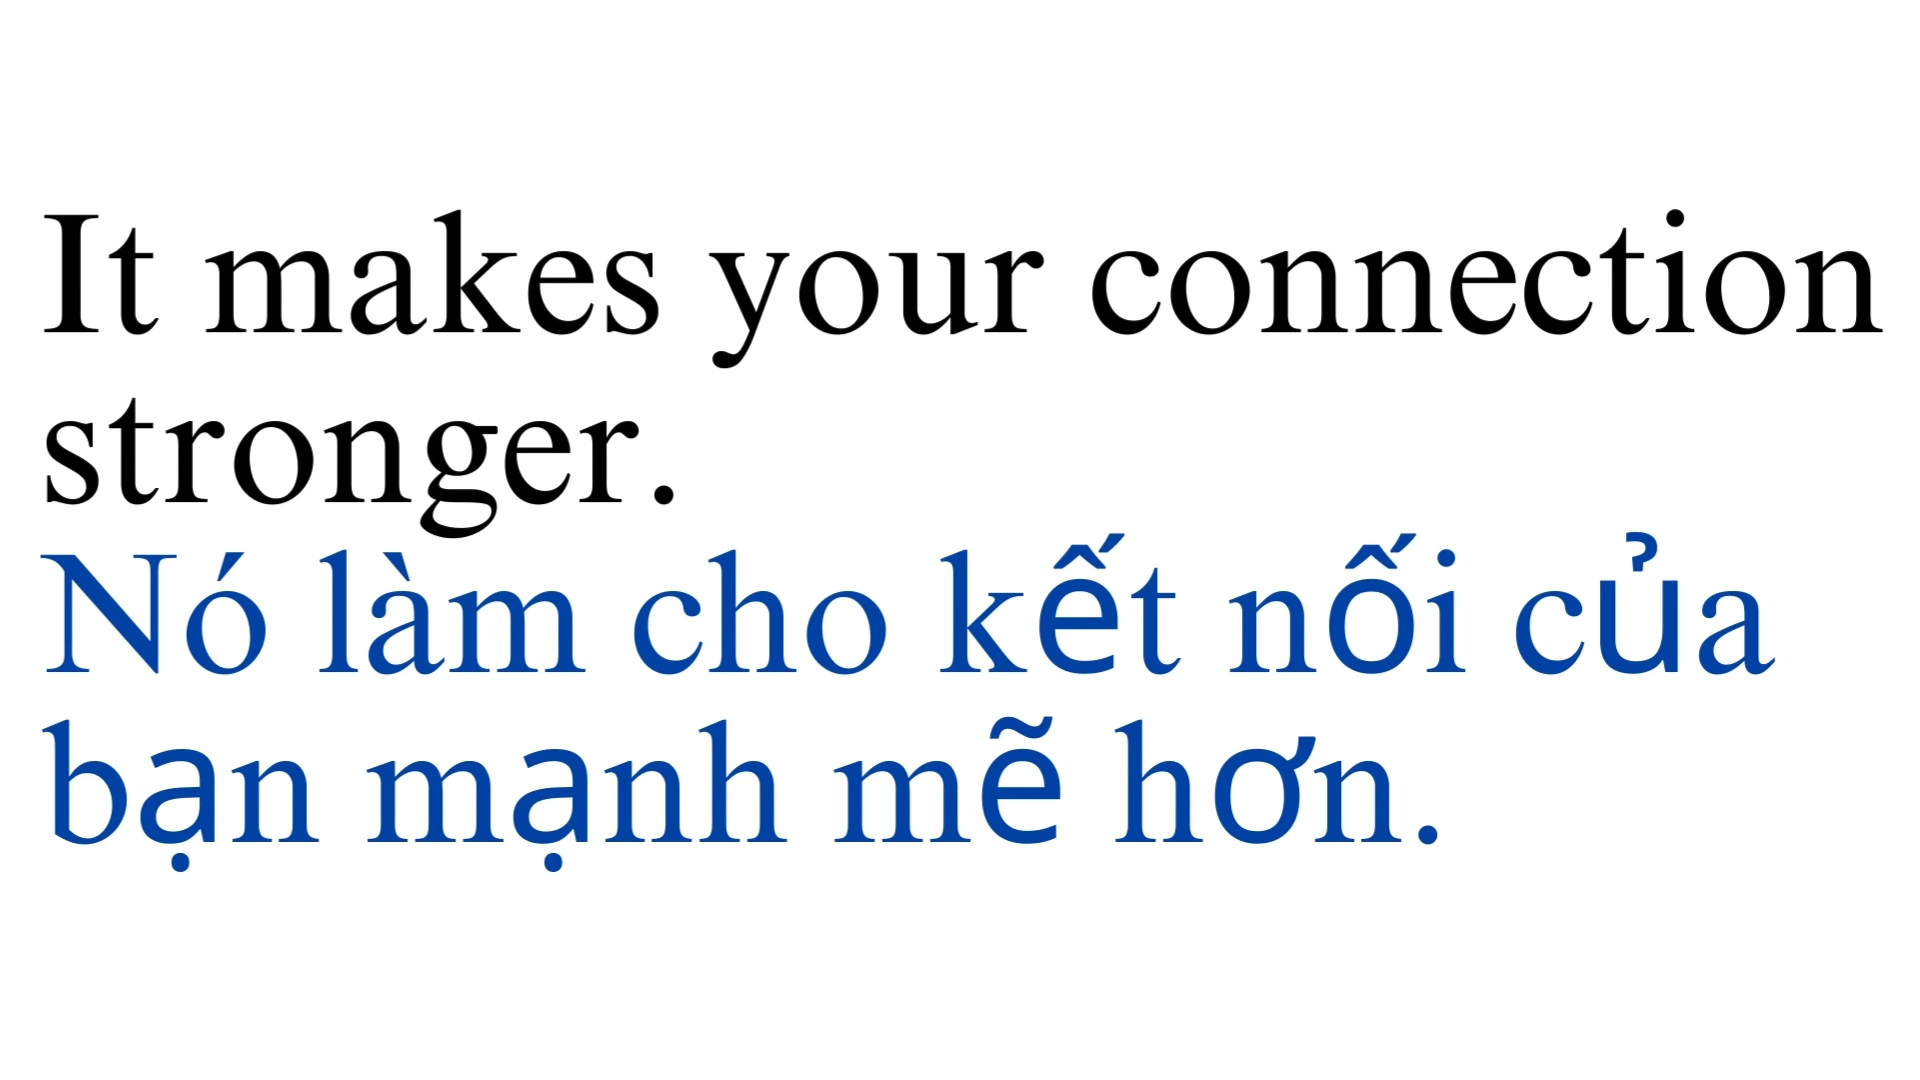 It makes your connection
stronger.
Nó làm cho kết nối của
bạn mạnh mẽ hơn.